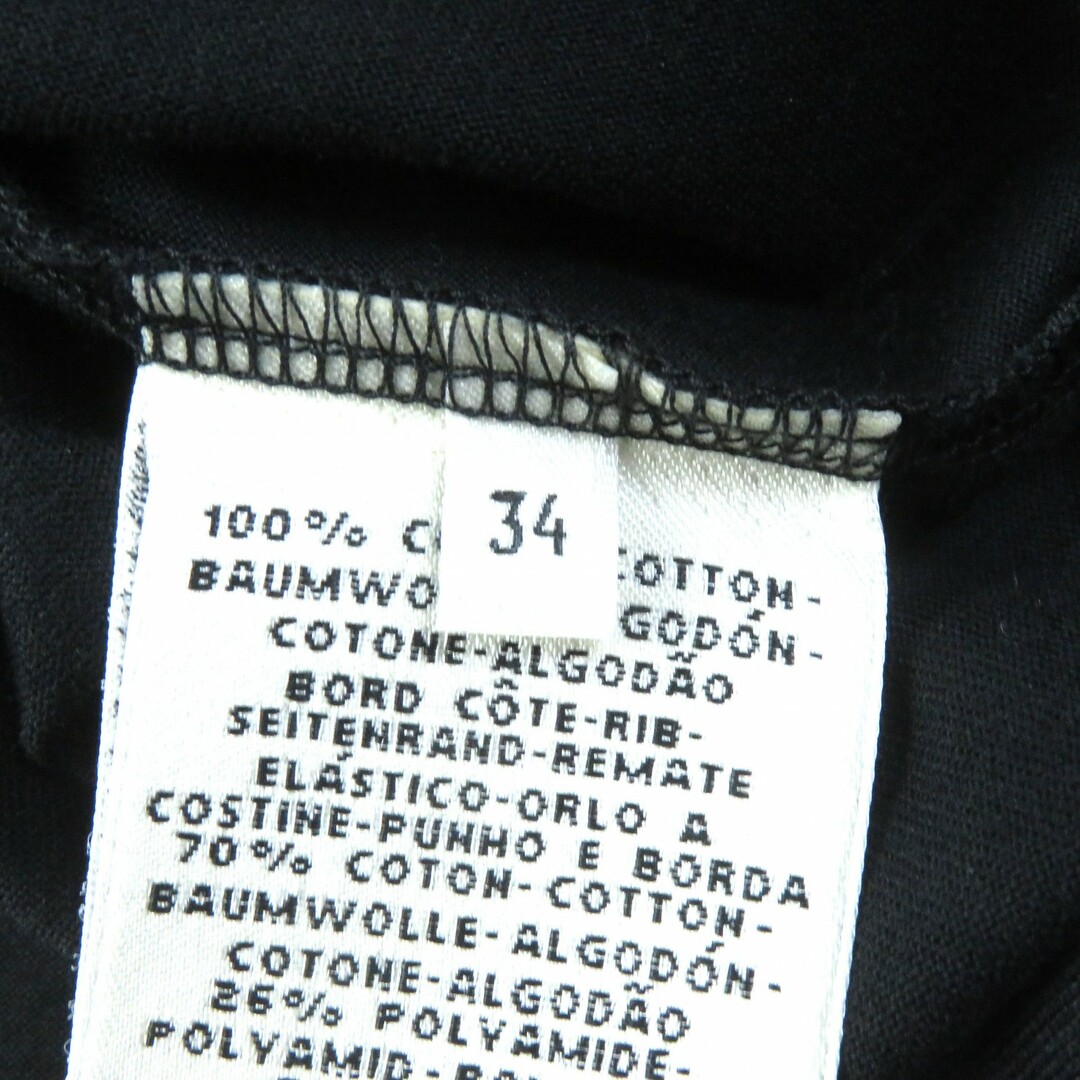 34
100% C OTTON-
BAUMWO GODÓN-
COTONE-ALGODÃO
BORD CÔTE-RIB-
SEITENRAND-REMATE
ELÁSTICO-ORLO A
COSTINE-PUNHO E BORDA
70% COTON-COTTON-
BAUMWOLLE-ALGODÓN-
COTONE-ALGODÃO
26% POLYAMIDE-